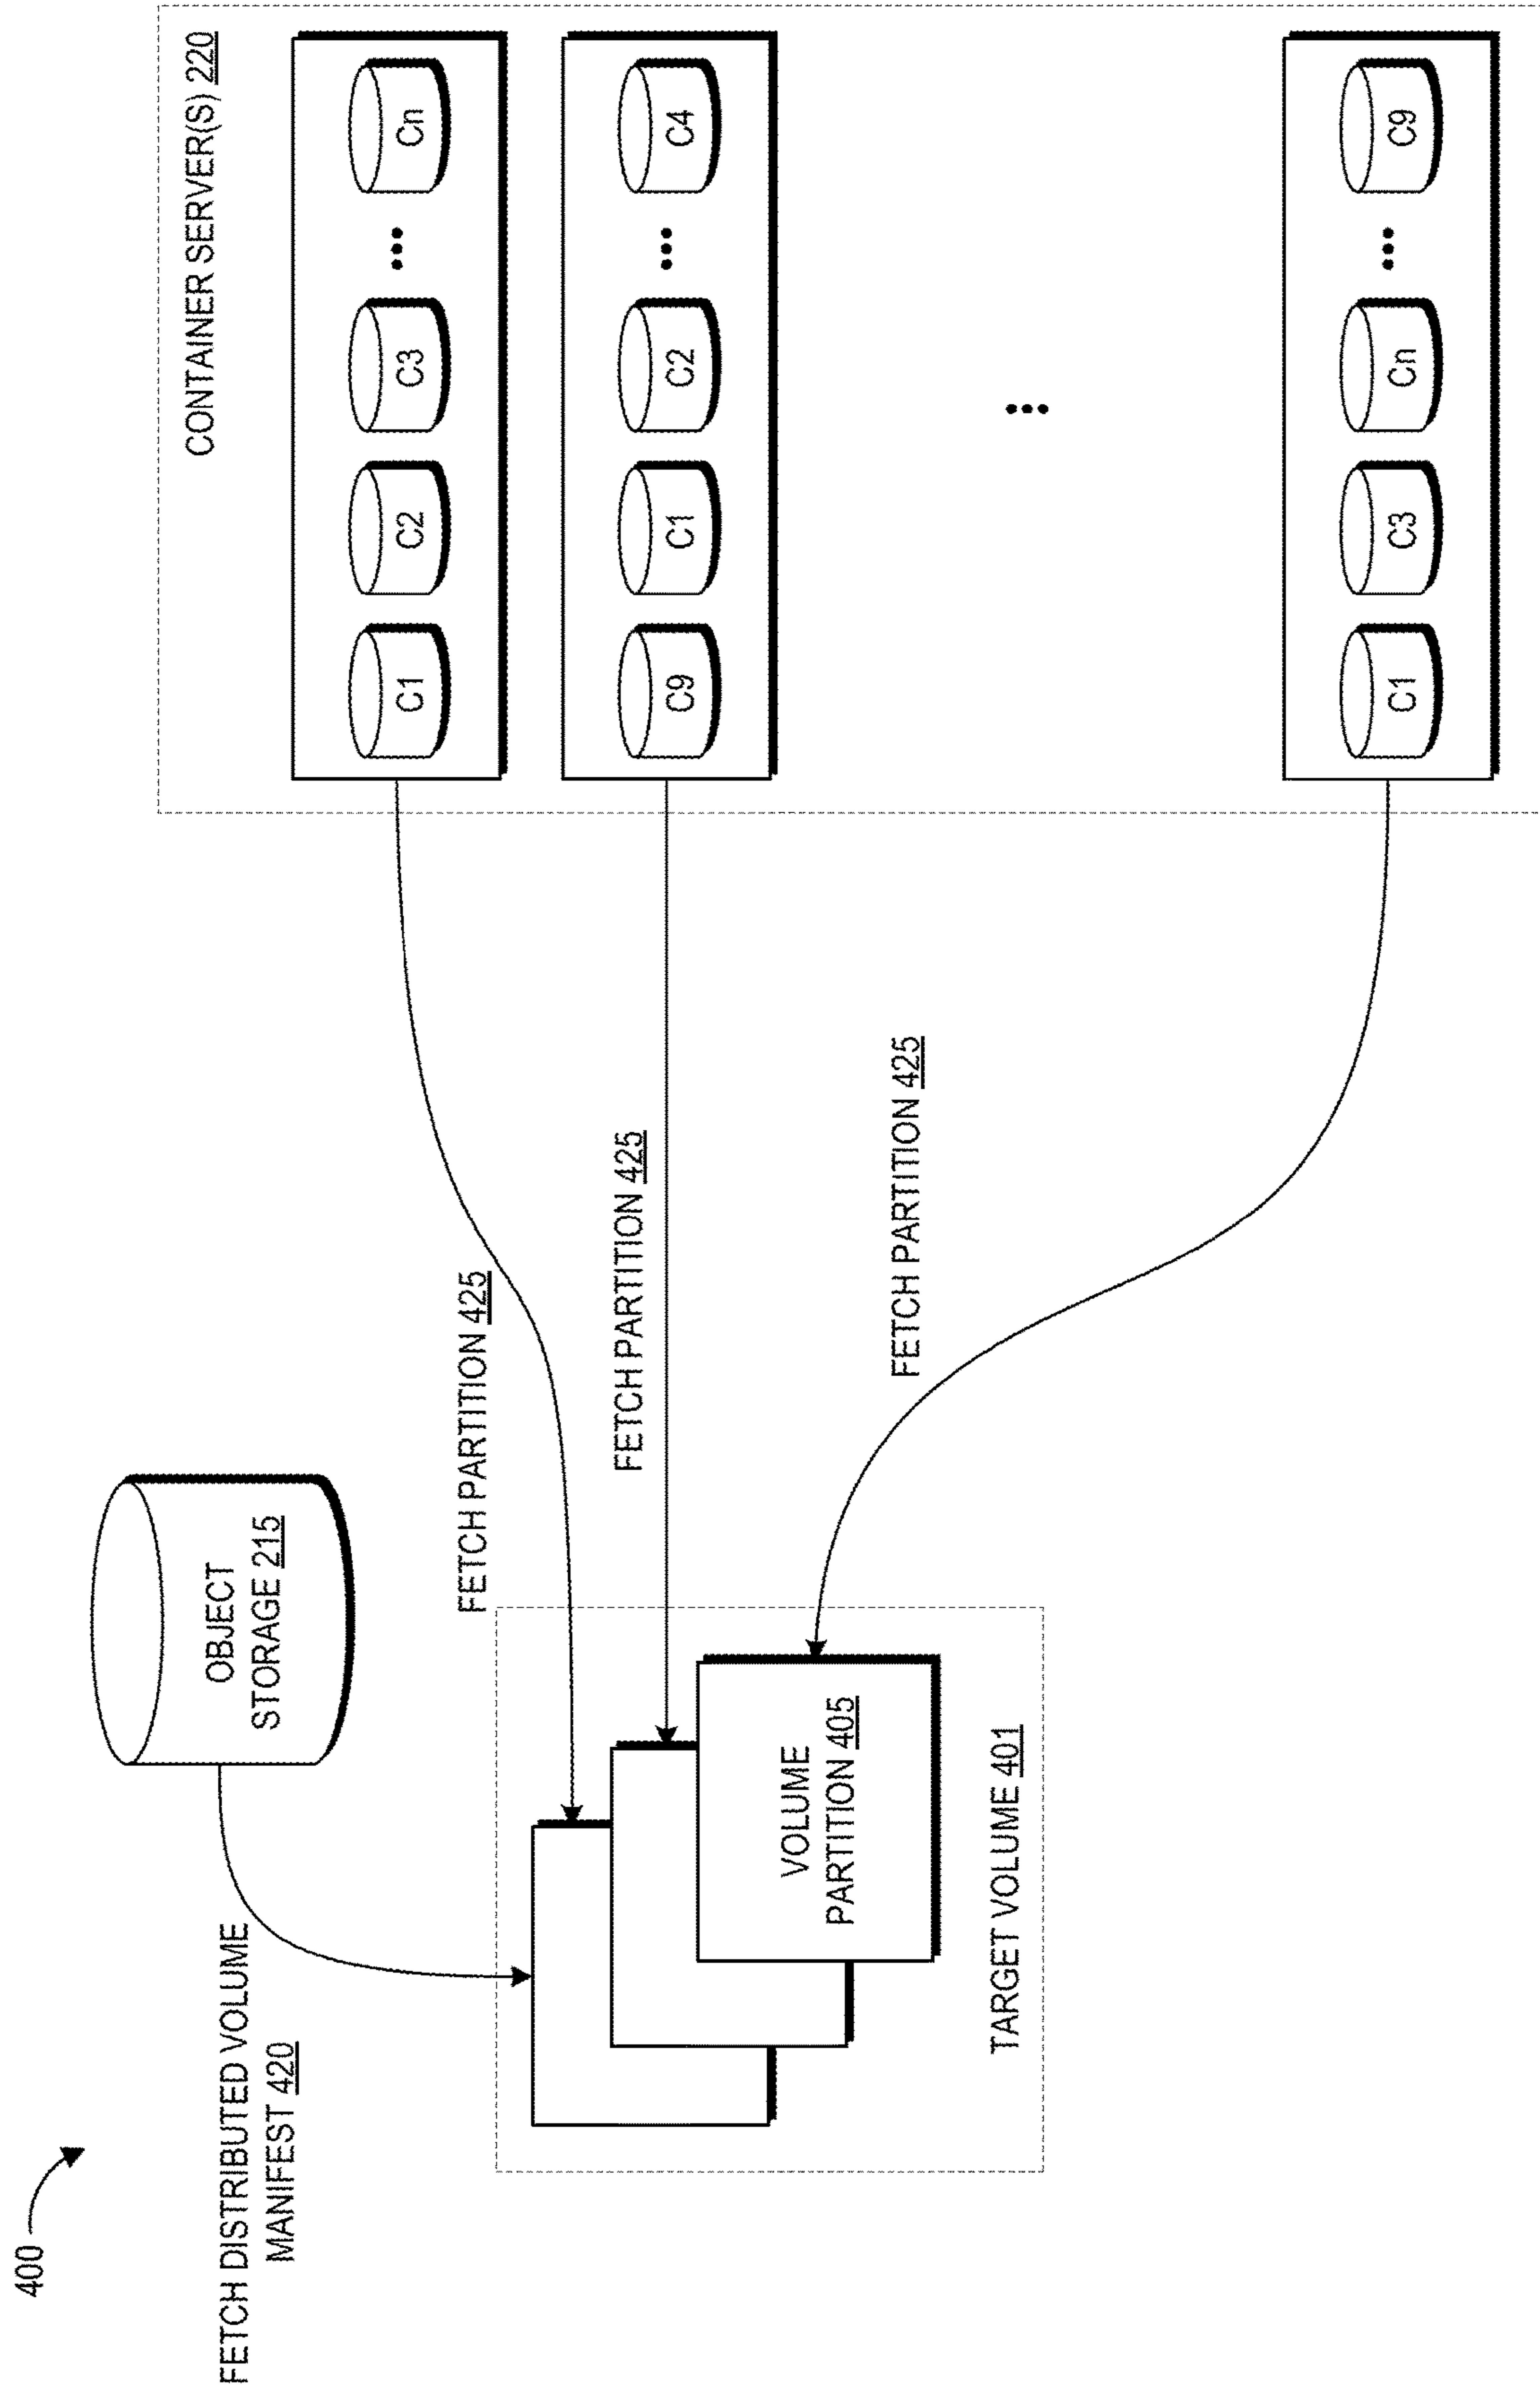 400
FETCH DISTRIBUTED VOLUME
MANIFEST 420
OBJECT
STORAGE 215
FETCH PARTITION 425
FETCH PARTITION 425
FETCH PARTITION 425
VOLUME
PARTITION 405
TARGET VOLUME 401
CONTAINER SERVER(S) 220
C1 C2 C3 ••• Cn
C9 C1 C2 ••• C4
•••
C1 C3 Cn ••• C9